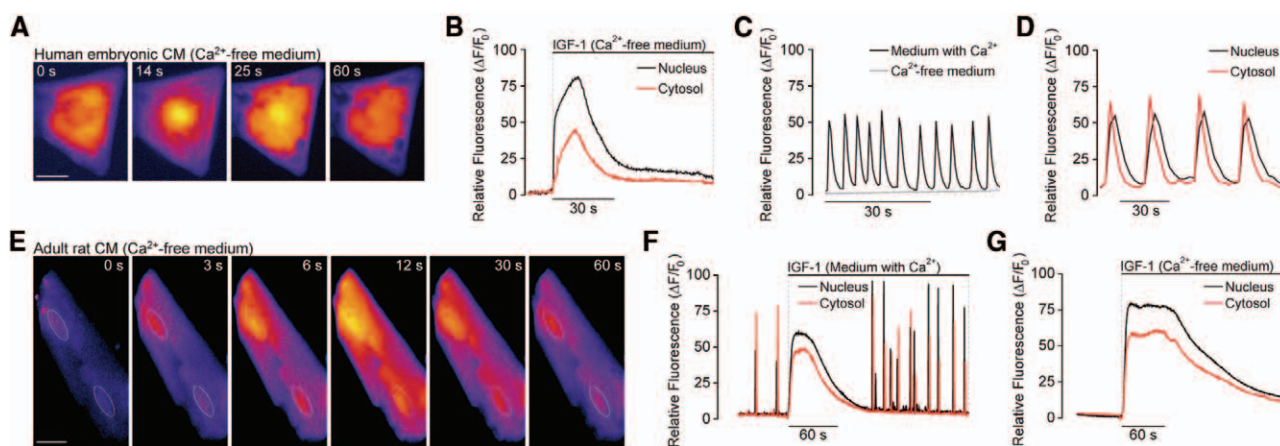 A
Human embryonic CM (Ca²⁺-free medium)
0 s
14 s
25 s
60 s
B
IGF-1 (Ca²⁺-free medium)
Relative Fluorescence (ΔF/F₀)
100
75
50
25
0
Nucleus
Cytosol
30 s
C
Relative Fluorescence (ΔF/F₀)
100
75
50
25
0
Medium with Ca²⁺
Ca²⁺-free medium
30 s
D
Relative Fluorescence (ΔF/F₀)
100
75
50
25
0
Nucleus
Cytosol
30 s
E
Adult rat CM (Ca²⁺-free medium)
0 s
3 s
6 s
12 s
30 s
60 s
F
IGF-1 (Medium with Ca²⁺)
Relative Fluorescence (ΔF/F₀)
100
75
50
25
0
Nucleus
Cytosol
60 s
G
IGF-1 (Ca²⁺-free medium)
Relative Fluorescence (ΔF/F₀)
100
75
50
25
0
Nucleus
Cytosol
60 s